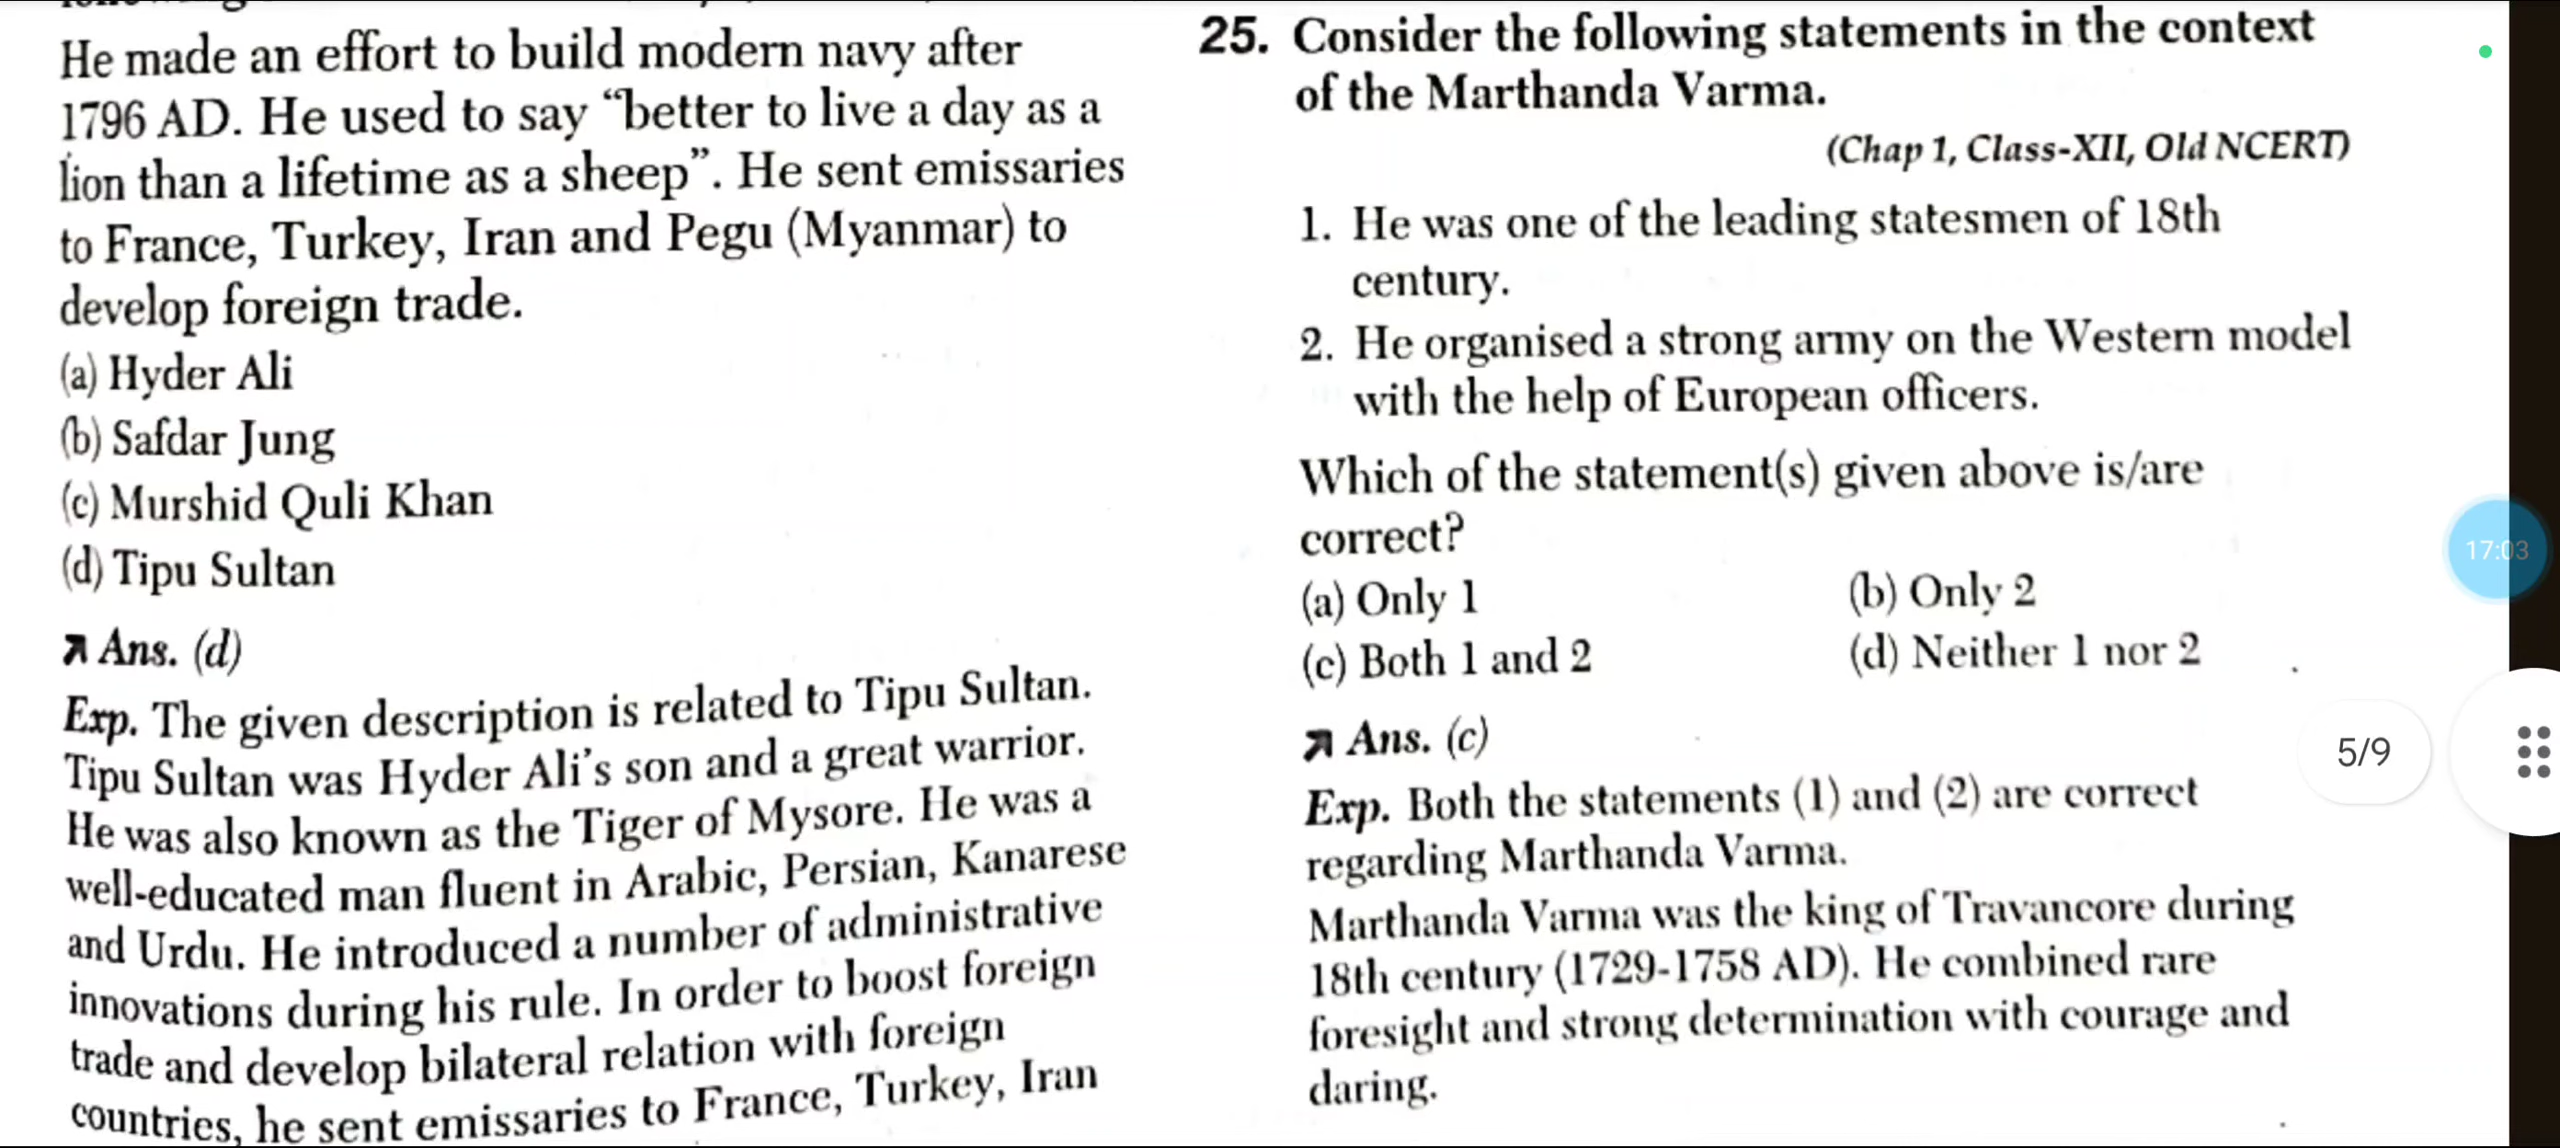 He made an effort to build modern navy after
1796 AD. He used to say “better to live a day as a
lion than a lifetime as a sheep”. He sent emissaries
to France, Turkey, Iran and Pegu (Myanmar) to
develop foreign trade.
(a) Hyder Ali
(b) Safdar Jung
(c) Murshid Quli Khan
(d) Tipu Sultan
Ans. (d)
Exp. The given description is related to Tipu Sultan.
Tipu Sultan was Hyder Ali’s son and a great warrior.
He was also known as the Tiger of Mysore. He was a
well-educated man fluent in Arabic, Persian, Kanarese
and Urdu. He introduced a number of administrative
innovations during his rule. In order to boost foreign
trade and develop bilateral relation with foreign
countries, he sent emissaries to France, Turkey, Iran
25. Consider the following statements in the context
of the Marthanda Varma.
(Chap 1, Class-XII, Old NCERT)
1. He was one of the leading statesmen of 18th
century.
2. He organised a strong army on the Western model
with the help of European officers.
Which of the statement(s) given above is/are
correct?
(a) Only 1
(b) Only 2
(c) Both 1 and 2
(d) Neither 1 nor 2
Ans. (c)
Exp. Both the statements (1) and (2) are correct
regarding Marthanda Varma.
Marthanda Varma was the king of Travancore during
18th century (1729-1758 AD). He combined rare
foresight and strong determination with courage and
daring.
17:03
5/9